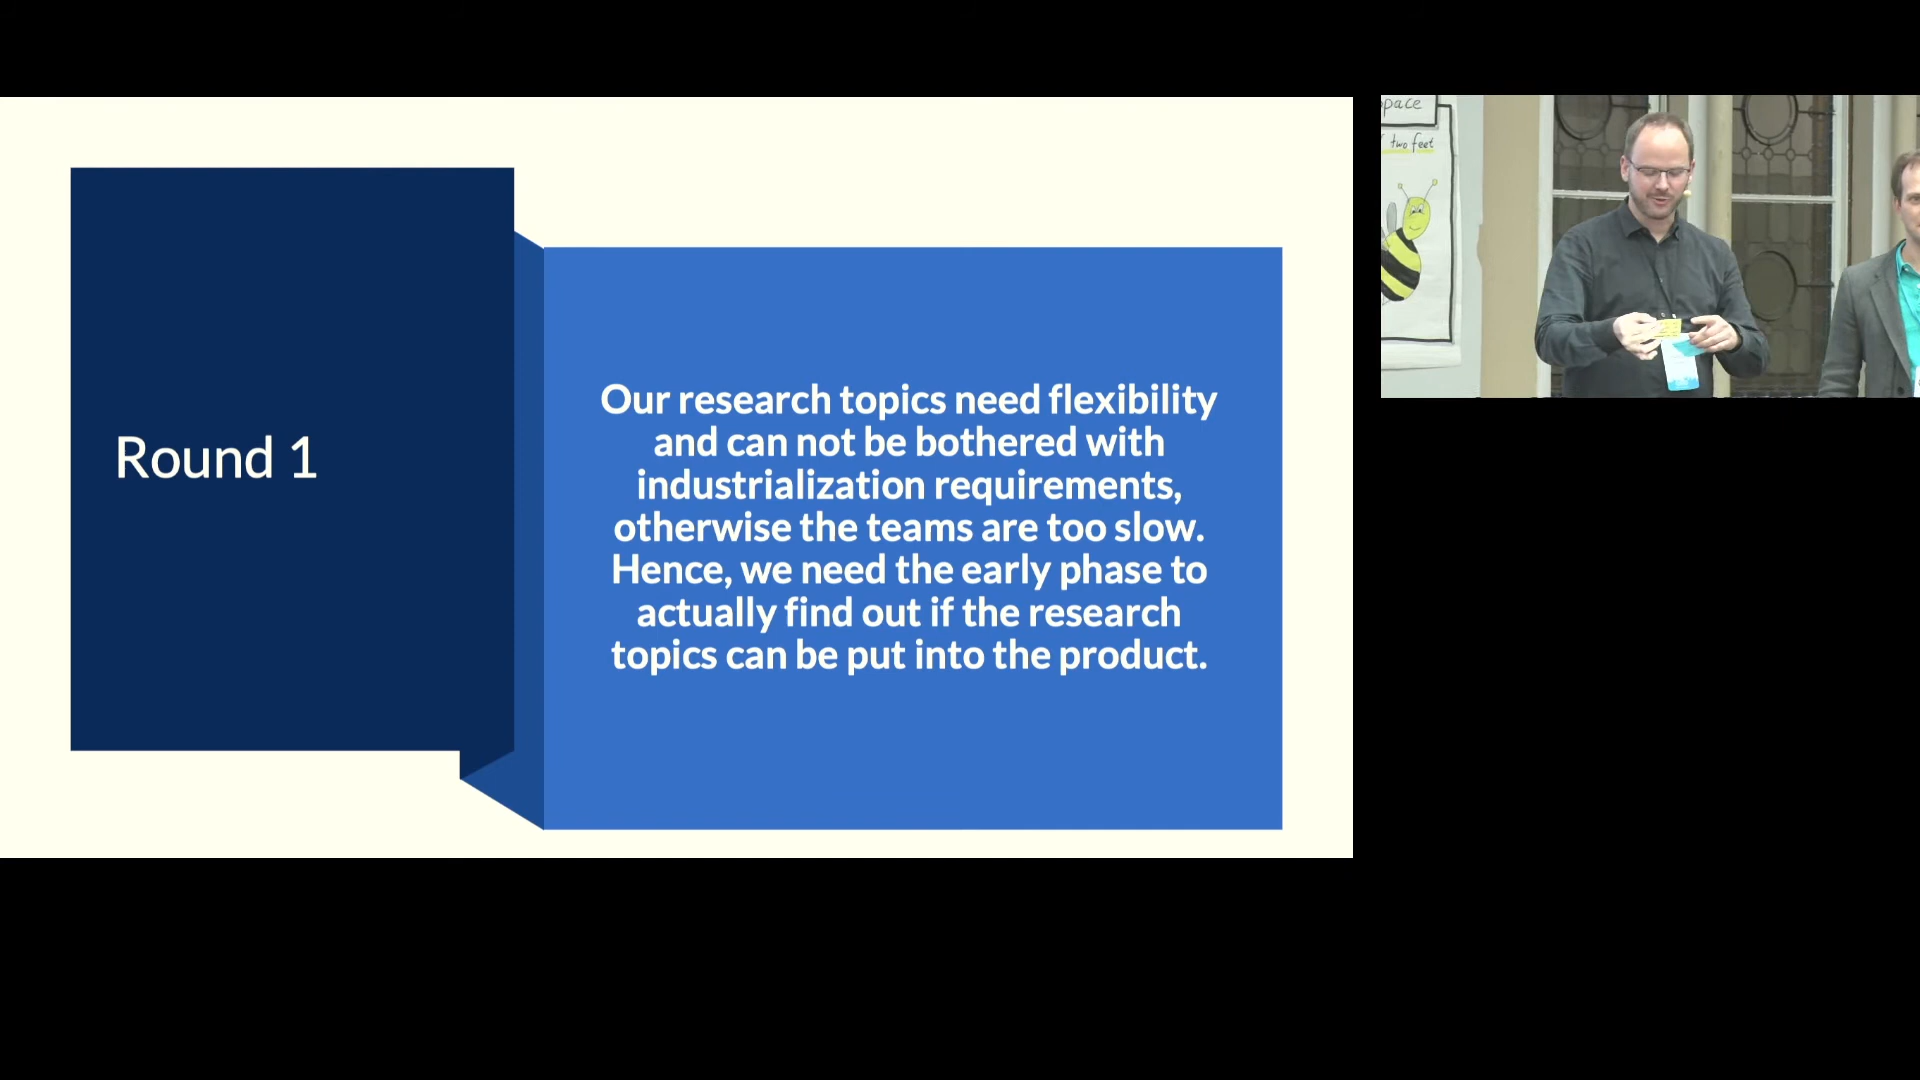 Round 1
Our research topics need flexibility
and can not be bothered with
industrialization requirements,
otherwise the teams are too slow.
Hence, we need the early phase to
actually find out if the research
topics can be put into the product.
pace
two feet